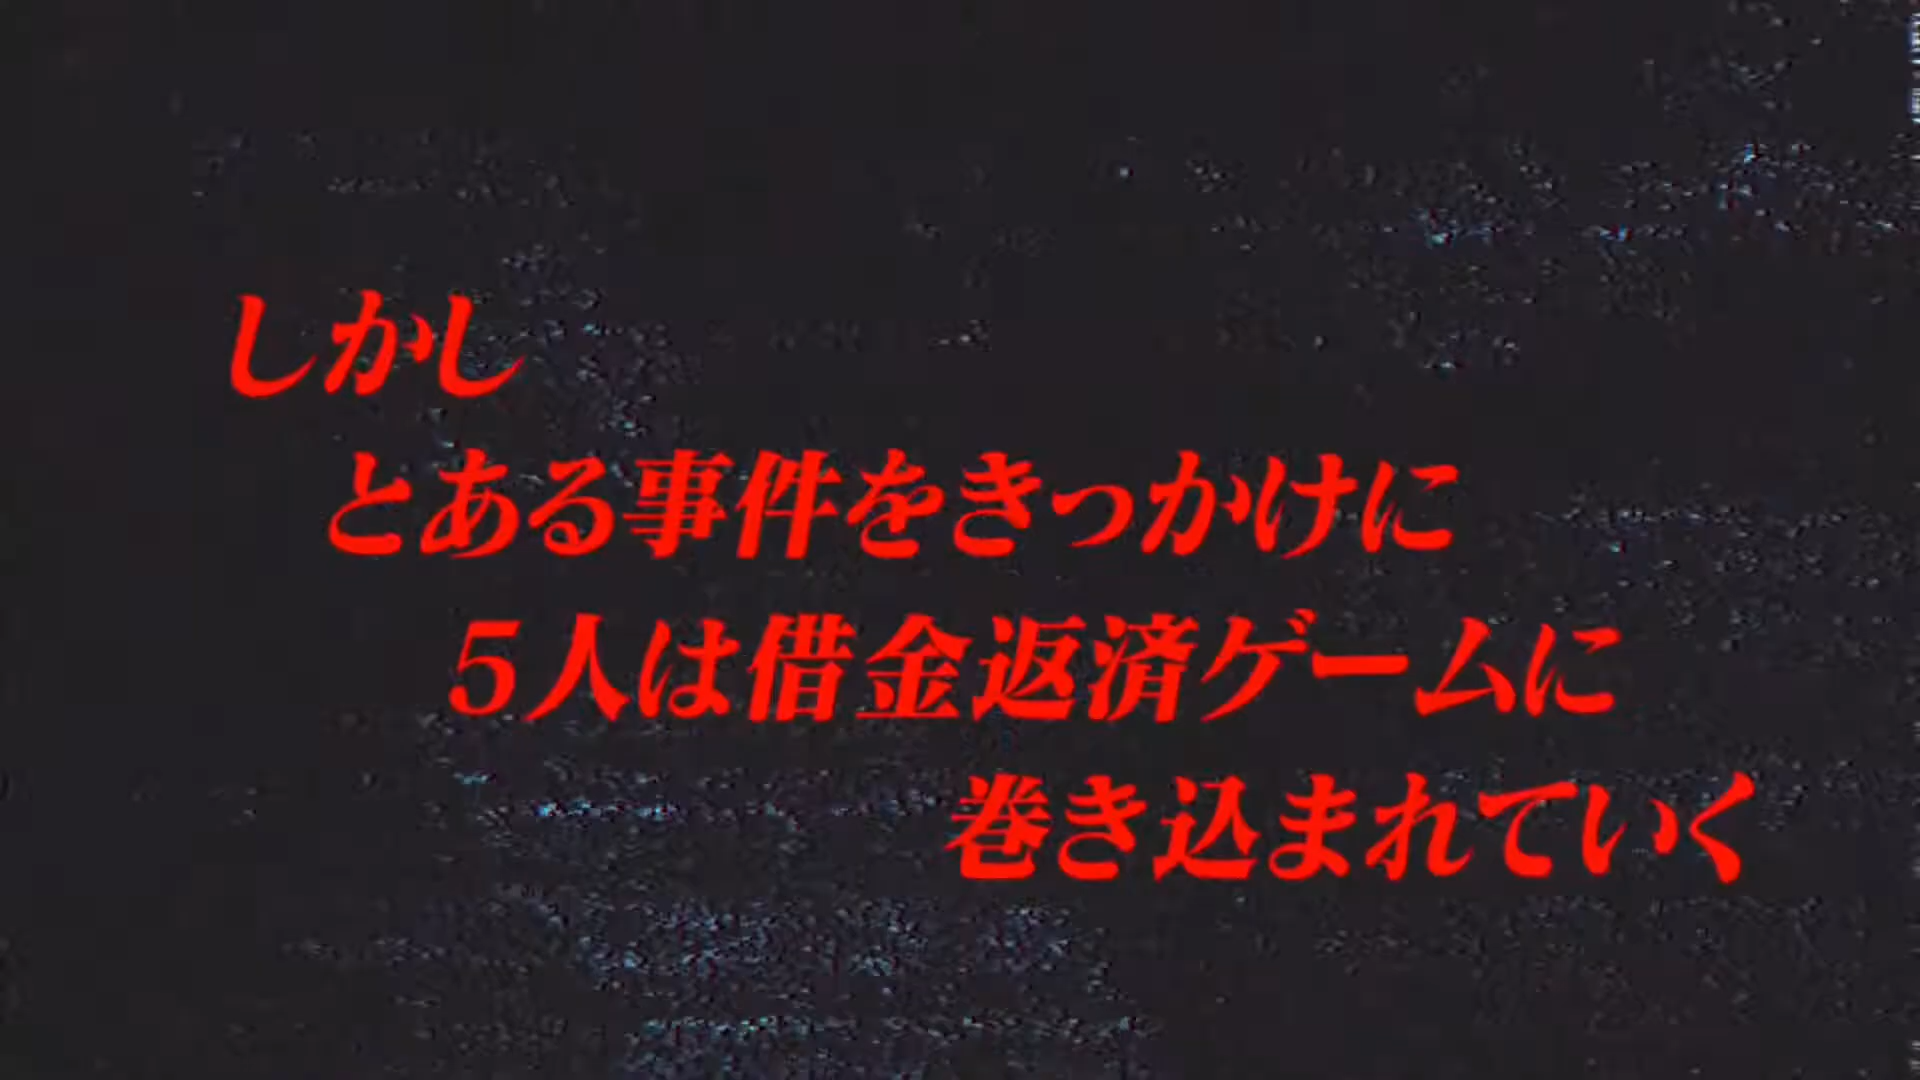 しかし
とある事件をきっかけに
5人は借金返済ゲームに
巻き込まれていく